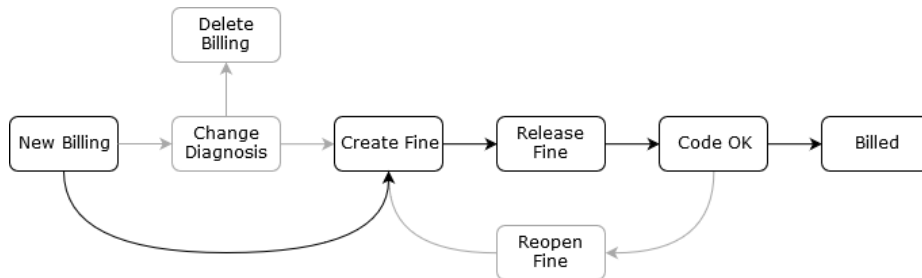 Delete
Billing
New Billing
Change
Diagnosis
Create Fine
Release
Fine
Code OK
Billed
Reopen
Fine